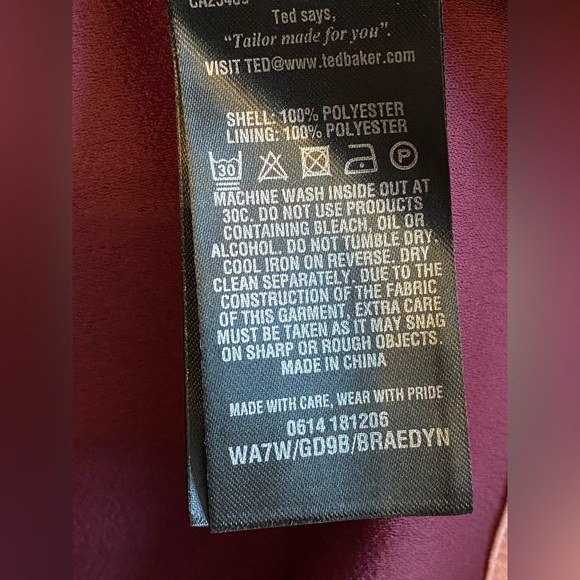 Ted says,
"Tailor made for you".
VISIT TED@www.tedbaker.com
SHELL: 100% POLYESTER
LINING: 100% POLYESTER
30 P
MACHINE WASH INSIDE OUT AT
30C. DO NOT USE PRODUCTS
CONTAINING BLEACH, OIL OR
ALCOHOL. DO NOT TUMBLE DRY.
COOL IRON ON REVERSE. DRY
CLEAN SEPARATELY. DUE TO THE
CONSTRUCTION OF THE FABRIC
OF THIS GARMENT, EXTRA CARE
MUST BE TAKEN AS IT MAY SNAG
ON SHARP OR ROUGH OBJECTS.
MADE IN CHINA
MADE WITH CARE, WEAR WITH PRIDE
0614 181206
WA7W/GD9B/BRAEDYN